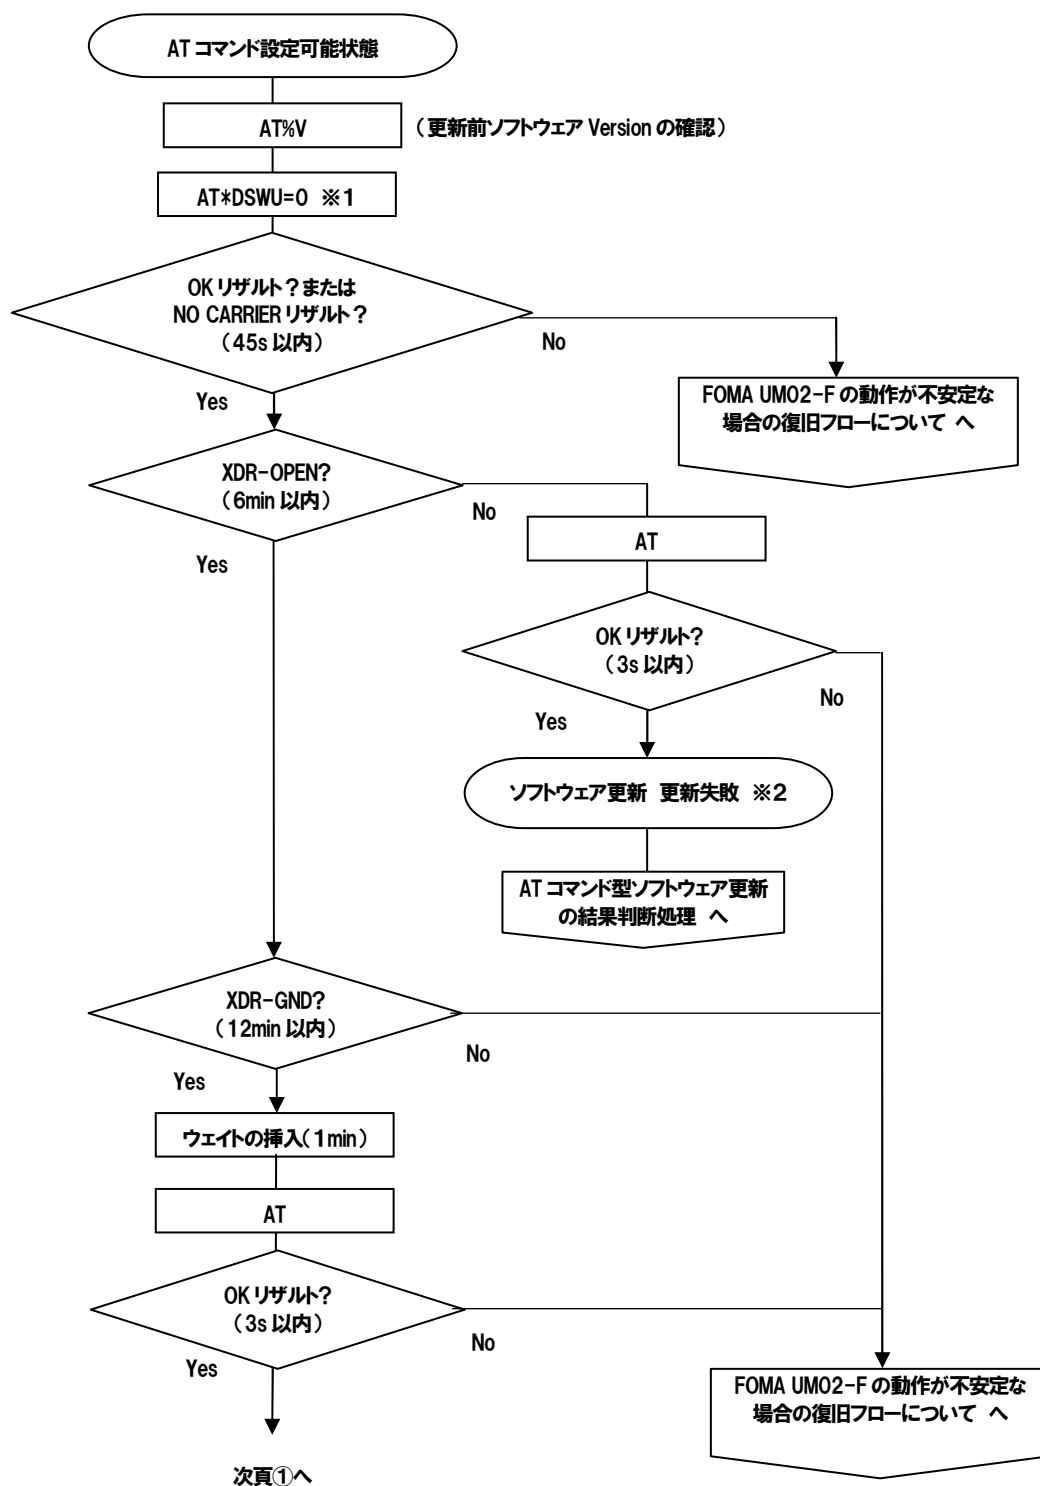 AT コマンド設定可能状態
AT%V
（更新前ソフトウェア Version の確認）
AT*DSWU=0 ※1
OK リザルト？または
NO CARRIER リザルト？
（45s 以内）
No
Yes
FOMA UM02-F の動作が不安定な
場合の復旧フローについて へ
XDR-OPEN?
（6min 以内）
No
Yes
AT
OK リザルト?
（3s 以内）
No
Yes
ソフトウェア更新 更新失敗 ※2
AT コマンド型ソフトウェア更新
の結果判断処理 へ
XDR-GND?
（12min 以内）
No
Yes
ウェイトの挿入（1min）
AT
OK リザルト?
（3s 以内）
No
Yes
FOMA UM02-F の動作が不安定な
場合の復旧フローについて へ
次頁①へ